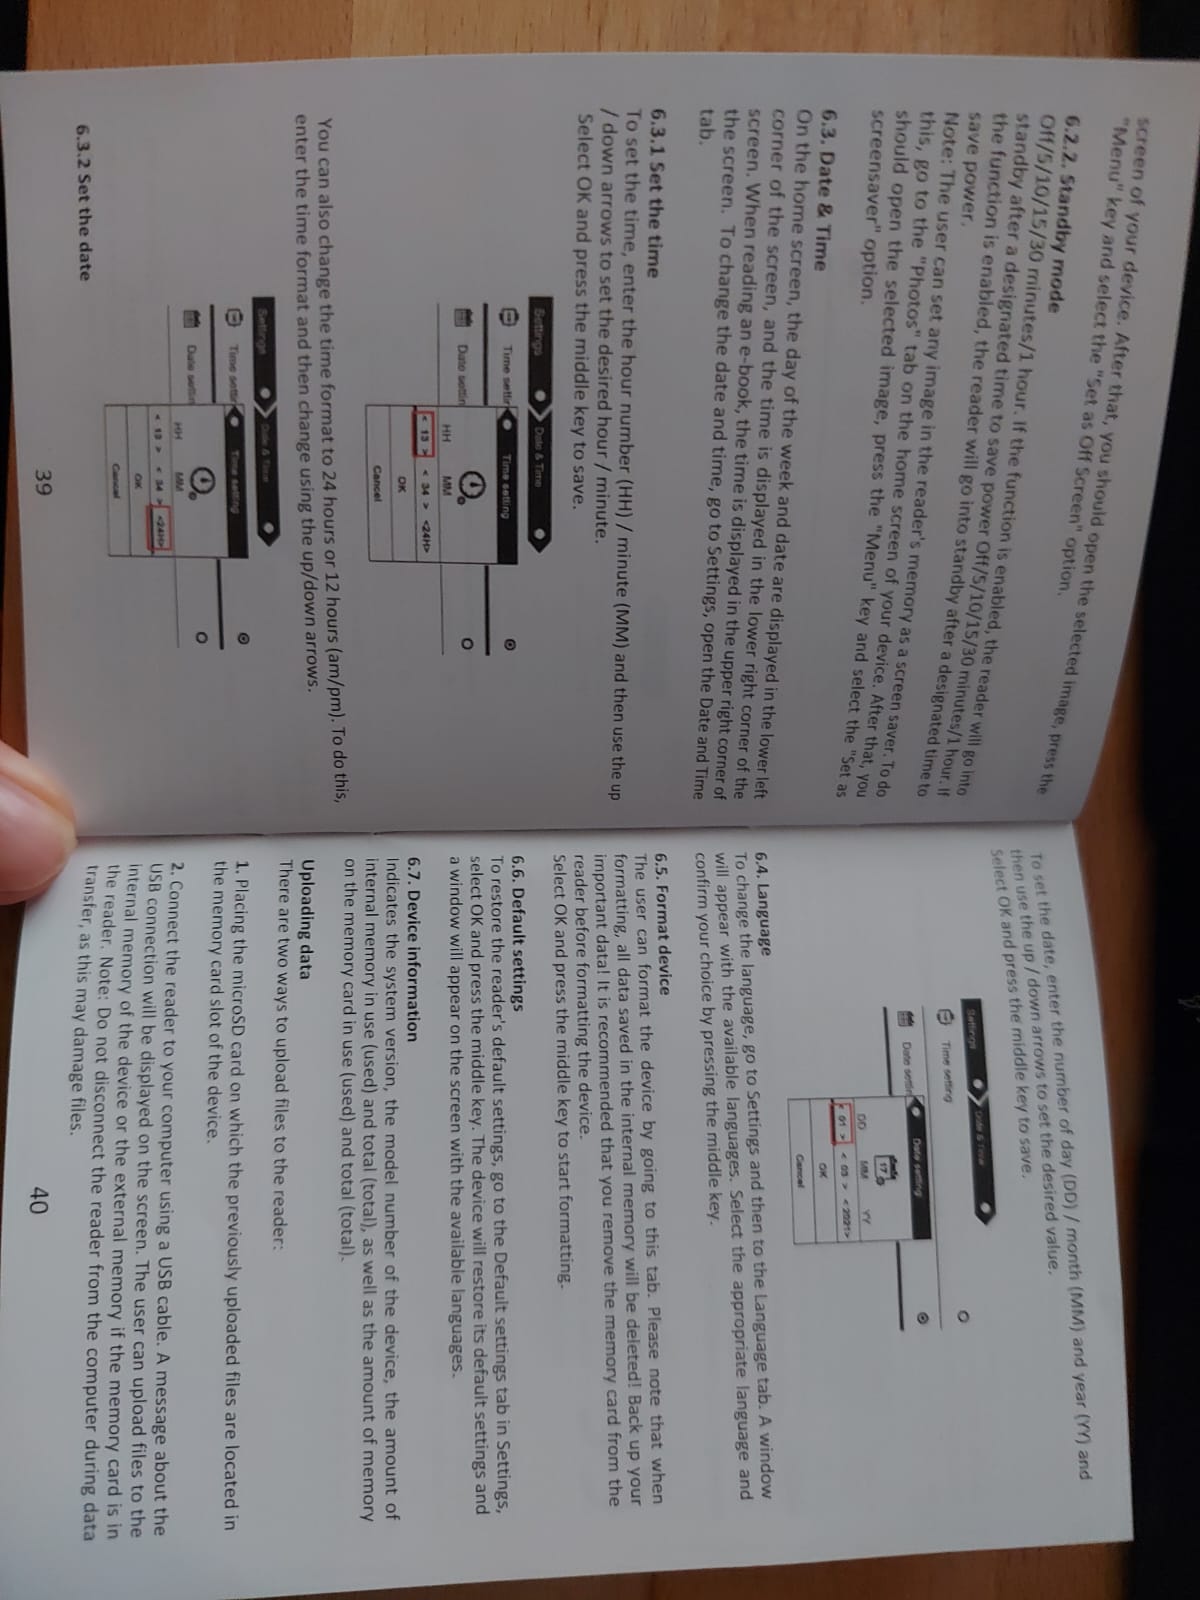 screen of your device. After that, you should open the selected image, press the
"Menu" key and select the "Set as Off Screen" option.
6.2.2. Standby mode
Off/5/10/15/30 minutes/1 hour. If the function is enabled, the reader will go into
standby after a designated time to save power Off/5/10/15/30 minutes/1 hour. If
the function is enabled, the reader will go into standby after a designated time to
save power.
Note: The user can set any image in the reader's memory as a screen saver. To do
this, go to the "Photos" tab on the home screen of your device. After that, you
should open the selected image, press the "Menu" key and select the "Set as
screensaver" option.
6.3. Date & Time
On the home screen, the day of the week and date are displayed in the lower left
corner of the screen, and the time is displayed in the lower right corner of the
screen. When reading an e-book, the time is displayed in the upper right corner of
the screen. To change the date and time, go to Settings, open the Date and Time
tab.
6.3.1 Set the time
To set the time, enter the hour number (HH) / minute (MM) and then use the up
/ down arrows to set the desired hour / minute.
Select OK and press the middle key to save.
Settings Date & Time
Time settin Time setting
Date settin
HH MM
< 13 > < 34 > <24H>
OK
Cancel
You can also change the time format to 24 hours or 12 hours (am/pm). To do this,
enter the time format and then change using the up/down arrows.
Settings Date & Time
Time settin Time setting
Date settin
HH MM
< 13 > < 34 > <24H>
OK
Cancel
6.3.2 Set the date
39
To set the date, enter the number of day (DD) / month (MM) and year (YY) and
then use the up / down arrows to set the desired value.
Select OK and press the middle key to save.
Settings Date & Time
Time setting
Date settin Date setting
17
DD MM YY
< 01 > < 03 > <2021>
OK
Cancel
6.4. Language
To change the language, go to Settings and then to the Language tab. A window
will appear with the available languages. Select the appropriate language and
confirm your choice by pressing the middle key.
6.5. Format device
The user can format the device by going to this tab. Please note that when
formatting, all data saved in the internal memory will be deleted! Back up your
important data! It is recommended that you remove the memory card from the
reader before formatting the device.
Select OK and press the middle key to start formatting.
6.6. Default settings
To restore the reader's default settings, go to the Default settings tab in Settings,
select OK and press the middle key. The device will restore its default settings and
a window will appear on the screen with the available languages.
6.7. Device information
Indicates the system version, the model number of the device, the amount of
internal memory in use (used) and total (total), as well as the amount of memory
on the memory card in use (used) and total (total).
Uploading data
There are two ways to upload files to the reader:
1. Placing the microSD card on which the previously uploaded files are located in
the memory card slot of the device.
2. Connect the reader to your computer using a USB cable. A message about the
USB connection will be displayed on the screen. The user can upload files to the
internal memory of the device or the external memory if the memory card is in
the reader. Note: Do not disconnect the reader from the computer during data
transfer, as this may damage files.
40